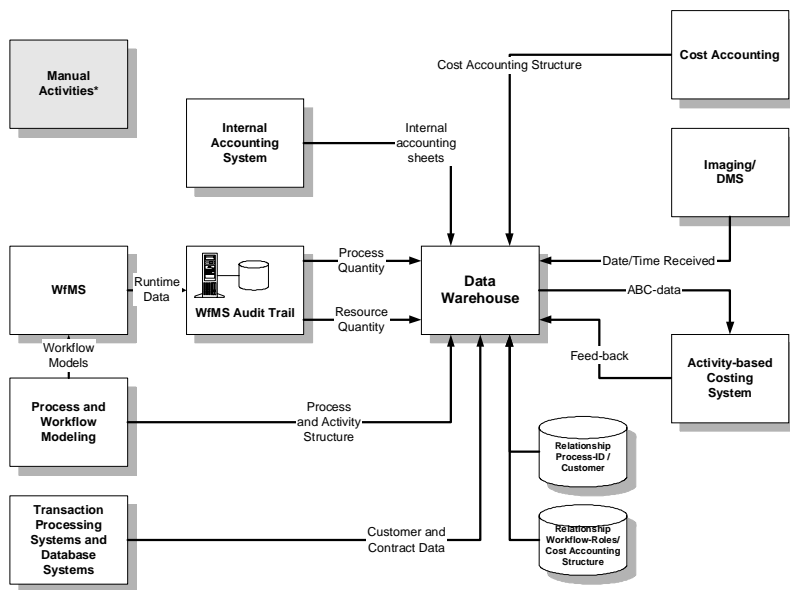 Manual
Activities*
Cost Accounting
Cost Accounting Structure
Internal
Accounting
System
Internal
accounting
sheets
Imaging/
DMS
Date/Time Received
WfMS
Runtime
Data
WfMS Audit Trail
Process
Quantity
Resource
Quantity
Data
Warehouse
ABC-data
Feed-back
Activity-based
Costing
System
Workflow
Models
Process and
Workflow
Modeling
Process
and Activity
Structure
Relationship
Process-ID /
Customer
Transaction
Processing
Systems and
Database
Systems
Customer and
Contract Data
Relationship
Workflow-Roles/
Cost Accounting
Structure